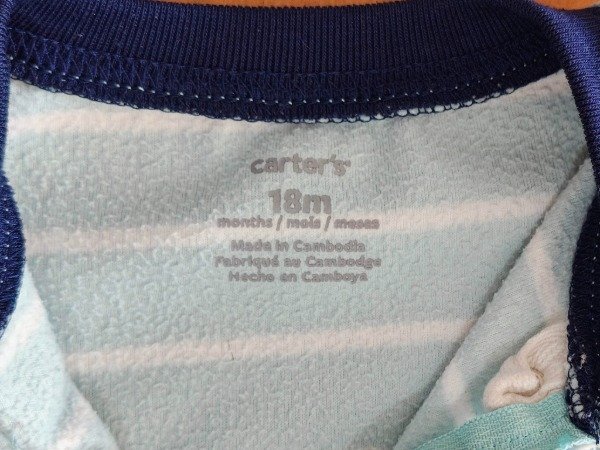 carter's
18m
months / mois / meses
Made in Cambodia
Fabriqué au Cambodge
Hecho en Camboya